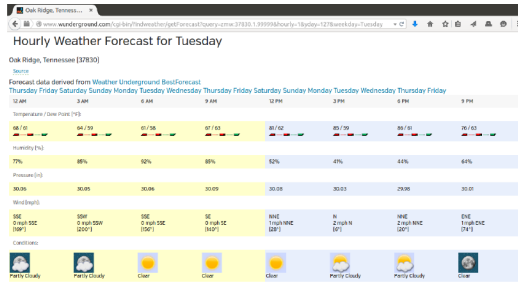 Oak Ridge, Tennes... ×
www.wunderground.com/cgi-bin/findweather/getForecast?query=zmw:37830.1.99999&hourly=1&yday=127&weekday=Tuesday
Hourly Weather Forecast for Tuesday
Oak Ridge, Tennessee [37830]
Source
Forecast data derived from Weather Underground BestForecast
Thursday Friday Saturday Sunday Monday Tuesday Wednesday Thursday Friday Saturday Sunday Monday Tuesday Wednesday Thursday Friday
12 AM 3 AM 6 AM 9 AM 12 PM 3 PM 6 PM 9 PM
Temperature / Dew Point (°F):
68 / 61 64 / 59 61 / 58 67 / 63 81 / 62 85 / 59 86 / 61 76 / 63
Humidity (%):
77% 85% 92% 85% 52% 41% 44% 64%
Pressure (in):
30.06 30.05 30.06 30.09 30.08 30.03 29.98 30.01
Wind (mph):
SSE SSW SSE SE NNE N NNE ENE
0 mph SSE 0 mph SSW 0 mph SSE 0 mph SE 1 mph NNE 2 mph N 2 mph NNE 1 mph ENE
[200°] [150°] [140°] [20°] [6°] [20°] [74°]
Conditions
Partly Cloudy Partly Cloudy Clear Clear Clear Partly Cloudy Partly Cloudy Clear